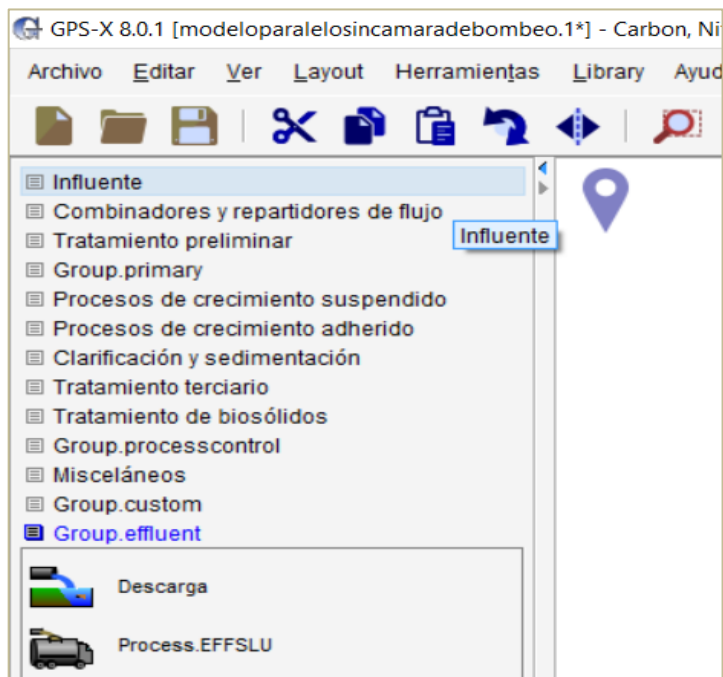 GPS-X 8.0.1 [modeloparalelosincamaradebombeo.1*] - Carbon, Ni
Archivo Editar Ver Layout Herramientas Library Ayud
Influente
Combinadores y repartidores de flujo
Influente
Tratamiento preliminar
Group.primary
Procesos de crecimiento suspendido
Procesos de crecimiento adherido
Clarificación y sedimentación
Tratamiento terciario
Tratamiento de biosólidos
Group.processcontrol
Misceláneos
Group.custom
Group.effluent
Descarga
Process.EFFSLU